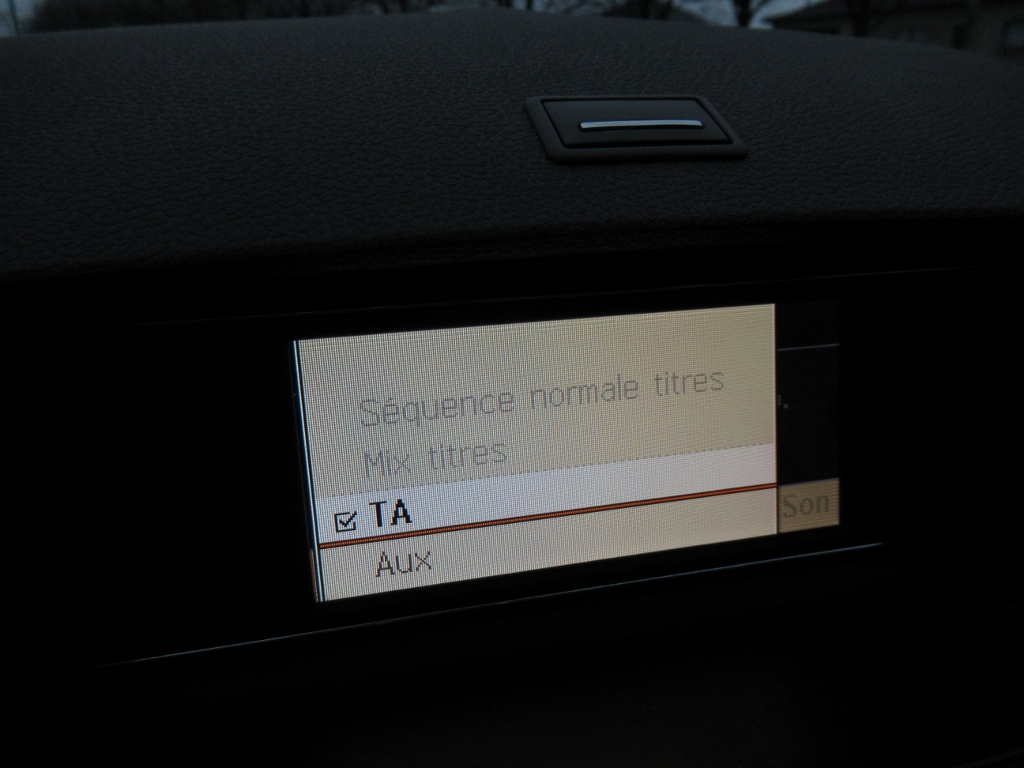 Séquence normale titres
Mix titres
TA
Aux
Son